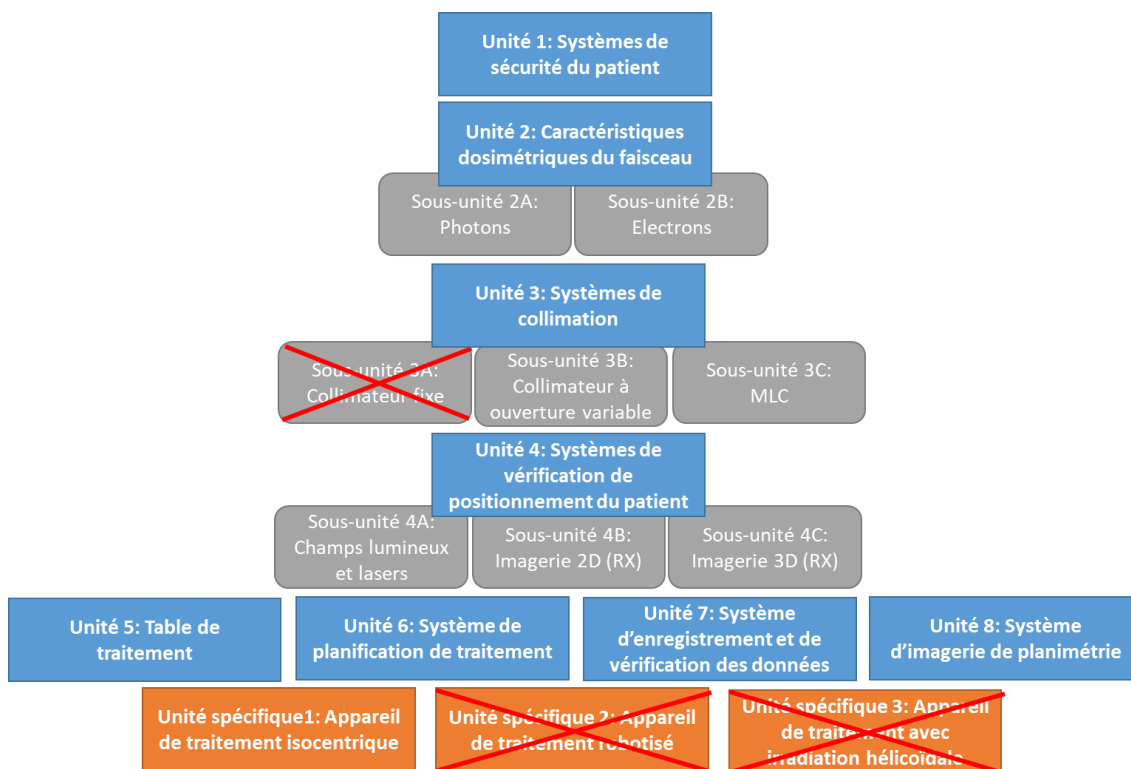 Unité 1: Systèmes de
sécurité du patient
Unité 2: Caractéristiques
dosimétriques du faisceau
Sous-unité 2A:
Photons
Sous-unité 2B:
Electrons
Unité 3: Systèmes de
collimation
Sous-unité 3A:
Collimateur fixe
Sous-unité 3B:
Collimateur à
ouverture variable
Sous-unité 3C:
MLC
Unité 4: Systèmes de
vérification de
positionnement du patient
Sous-unité 4A:
Champs lumineux
et lasers
Sous-unité 4B:
Imagerie 2D (RX)
Sous-unité 4C:
Imagerie 3D (RX)
Unité 5: Table de
traitement
Unité 6: Système de
planification de traitement
Unité 7: Système
d'enregistrement et de
vérification des données
Unité 8: Système
d'imagerie de planimétrie
Unité spécifique1: Appareil
de traitement isocentrique
Unité spécifique 2: Appareil
de traitement robotisé
Unité spécifique 3: Appareil
de traitement avec
irradiation hélicoïdale